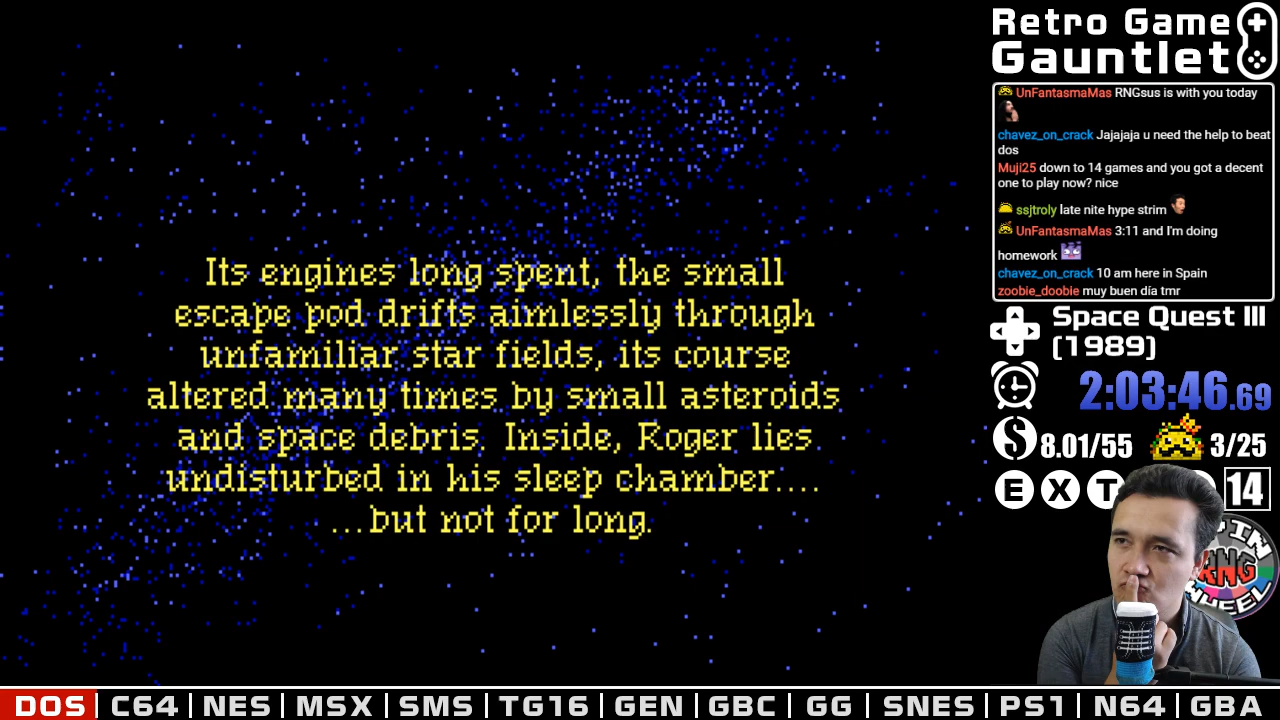 Its engines long spent, the small
escape pod drifts aimlessly through
unfamiliar star fields, its course
altered many times by small asteroids
and space debris. Inside, Roger lies
undisturbed in his sleep chamber....
...but not for long.
Retro Game
Gauntlet
UnFantasmaMas RNGsus is with you today
chavez_on_crack Jajajaja u need the help to beat
dos
Muji25 down to 14 games and you got a decent
one to play now? nice
ssjtroly late nite hype strim
UnFantasmaMas 3:11 and I'm doing
homework
chavez_on_crack 10 am here in Spain
zoobie_doobie muy buen día tmr
Space Quest III
(1989)
2:03:46.69
$ 8.01/55 3/25
E X T 14
RNG
WHEEL
DOS C64 NES MSX SMS TG16 GEN GBC GG SNES PS1 N64 GBA